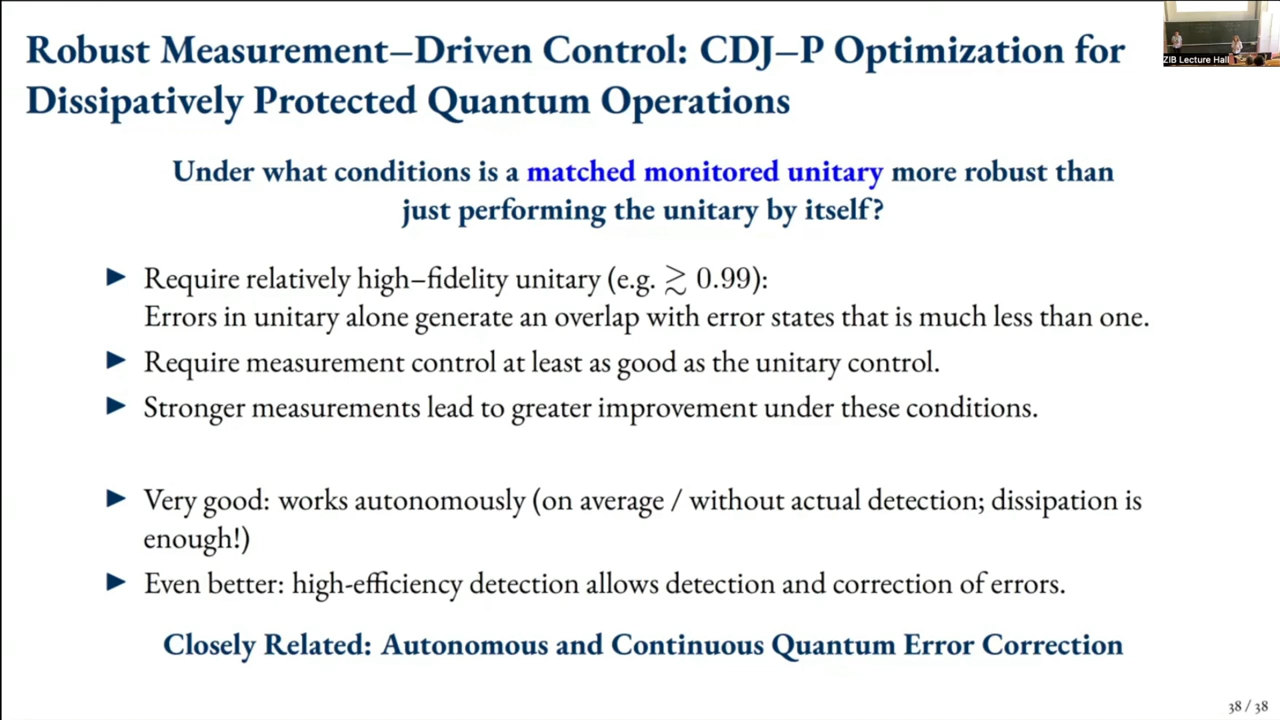 Robust Measurement–Driven Control: CDJ–P Optimization for
Dissipatively Protected Quantum Operations
ZIB Lecture Hall
Under what conditions is a matched monitored unitary more robust than
just performing the unitary by itself?
▶ Require relatively high–fidelity unitary (e.g. ≳ 0.99):
Errors in unitary alone generate an overlap with error states that is much less than one.
▶ Require measurement control at least as good as the unitary control.
▶ Stronger measurements lead to greater improvement under these conditions.
▶ Very good: works autonomously (on average / without actual detection; dissipation is
enough!)
▶ Even better: high-efficiency detection allows detection and correction of errors.
Closely Related: Autonomous and Continuous Quantum Error Correction
38 / 38